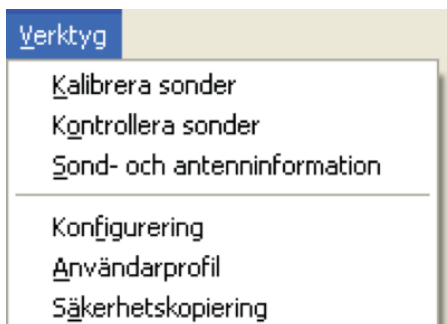 Verktyg
Kalibrera sonder
Kontrollera sonder
Sond- och antenninformation
Konfigurering
Användarprofil
Säkerhetskopiering